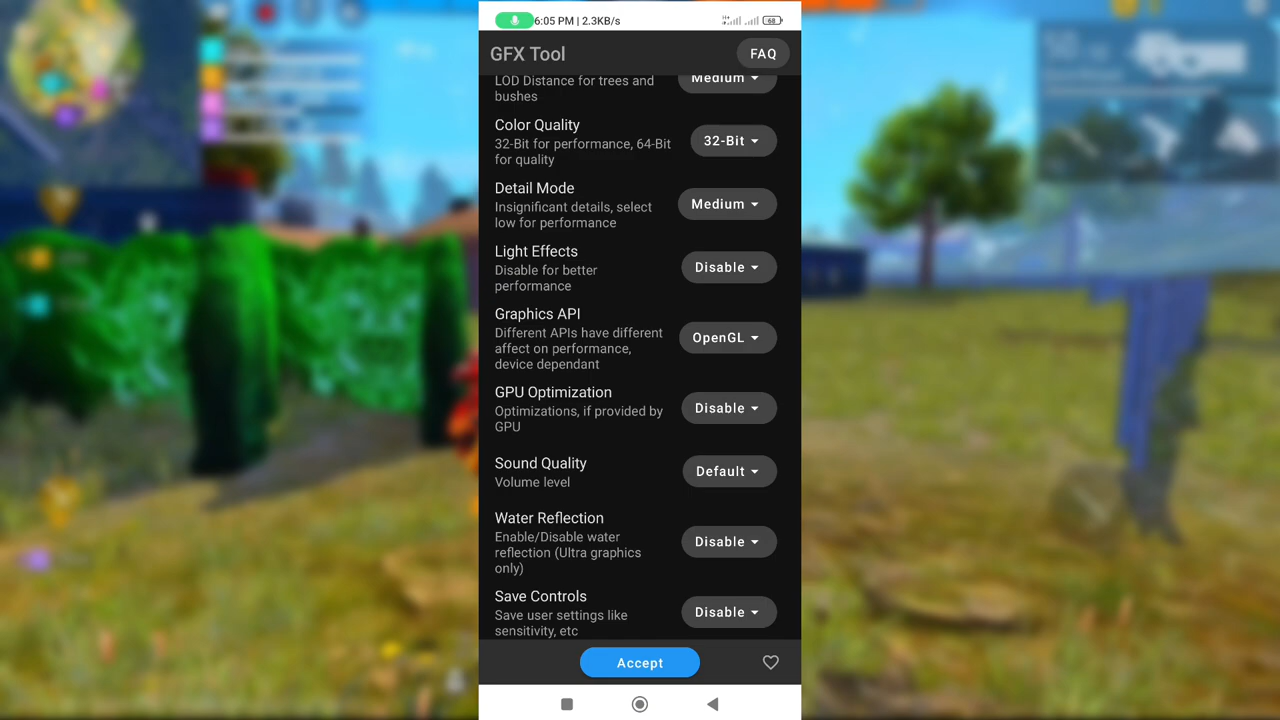 6:05 PM | 2.3KB/s
68
GFX Tool
FAQ
LOD Distance for trees and
bushes
Medium
Color Quality
32-Bit for performance, 64-Bit
for quality
32-Bit
Detail Mode
Insignificant details, select
low for performance
Medium
Light Effects
Disable for better
performance
Disable
Graphics API
Different APIs have different
affect on performance,
device dependant
OpenGL
GPU Optimization
Optimizations, if provided by
GPU
Disable
Sound Quality
Volume level
Default
Water Reflection
Enable/Disable water
reflection (Ultra graphics
only)
Disable
Save Controls
Save user settings like
sensitivity, etc
Disable
Accept